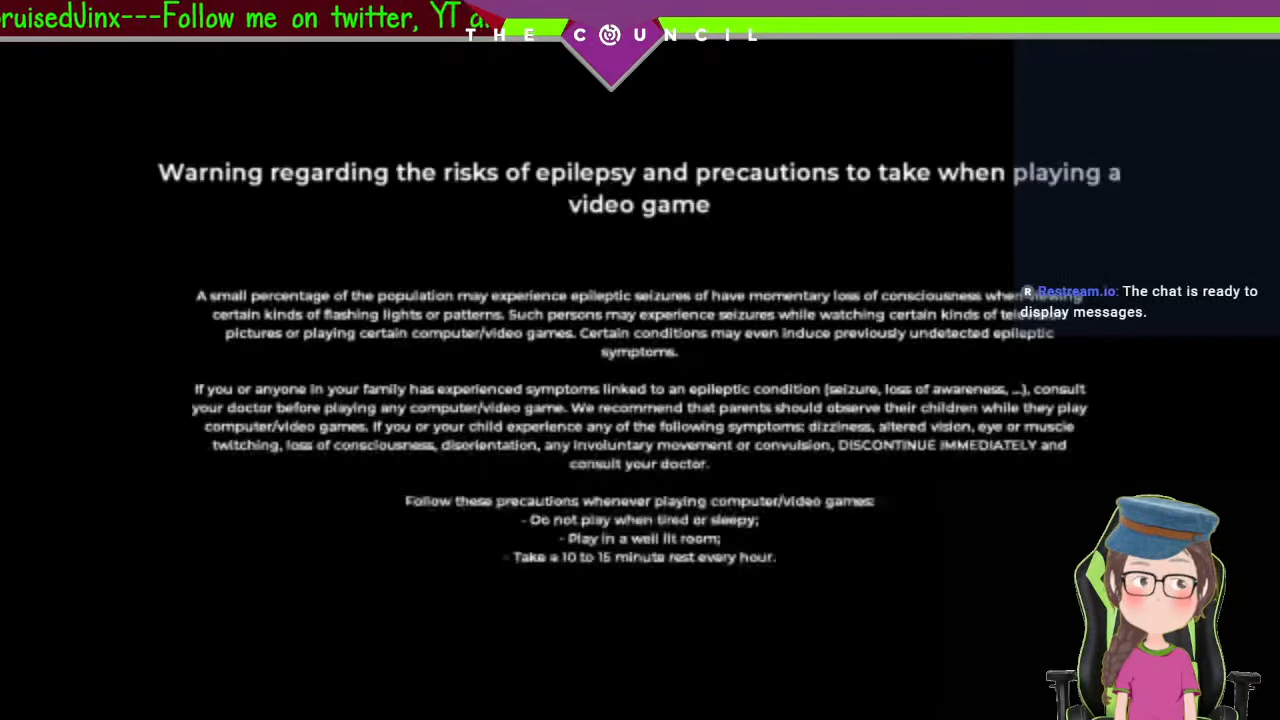 ruisedJinx---Follow me on twitter, YT a
THE COUNCIL
Warning regarding the risks of epilepsy and precautions to take when playing a
video game
A small percentage of the population may experience epileptic seizures of have momentary loss of consciousness when
certain kinds of flashing lights or patterns. Such persons may experience seizures while watching certain kinds of
pictures or playing certain computer/video games. Certain conditions may even induce previously undetected epileptic
symptoms.
R Restream.io: The chat is ready to
display messages.
If you or anyone in your family has experienced symptoms linked to an epileptic condition (seizure, loss of awareness, ...), consult
your doctor before playing any computer/video game. We recommend that parents should observe their children while they play
computer/video games. If you or your child experience any of the following symptoms: dizziness, altered vision, eye or muscle
twitching, loss of consciousness, disorientation, any involuntary movement or convulsion, DISCONTINUE IMMEDIATELY and
consult your doctor.
Follow these precautions whenever playing computer/video games:
- Do not play when tired or sleepy;
- Play in a well lit room;
- Take a 10 to 15 minute rest every hour.